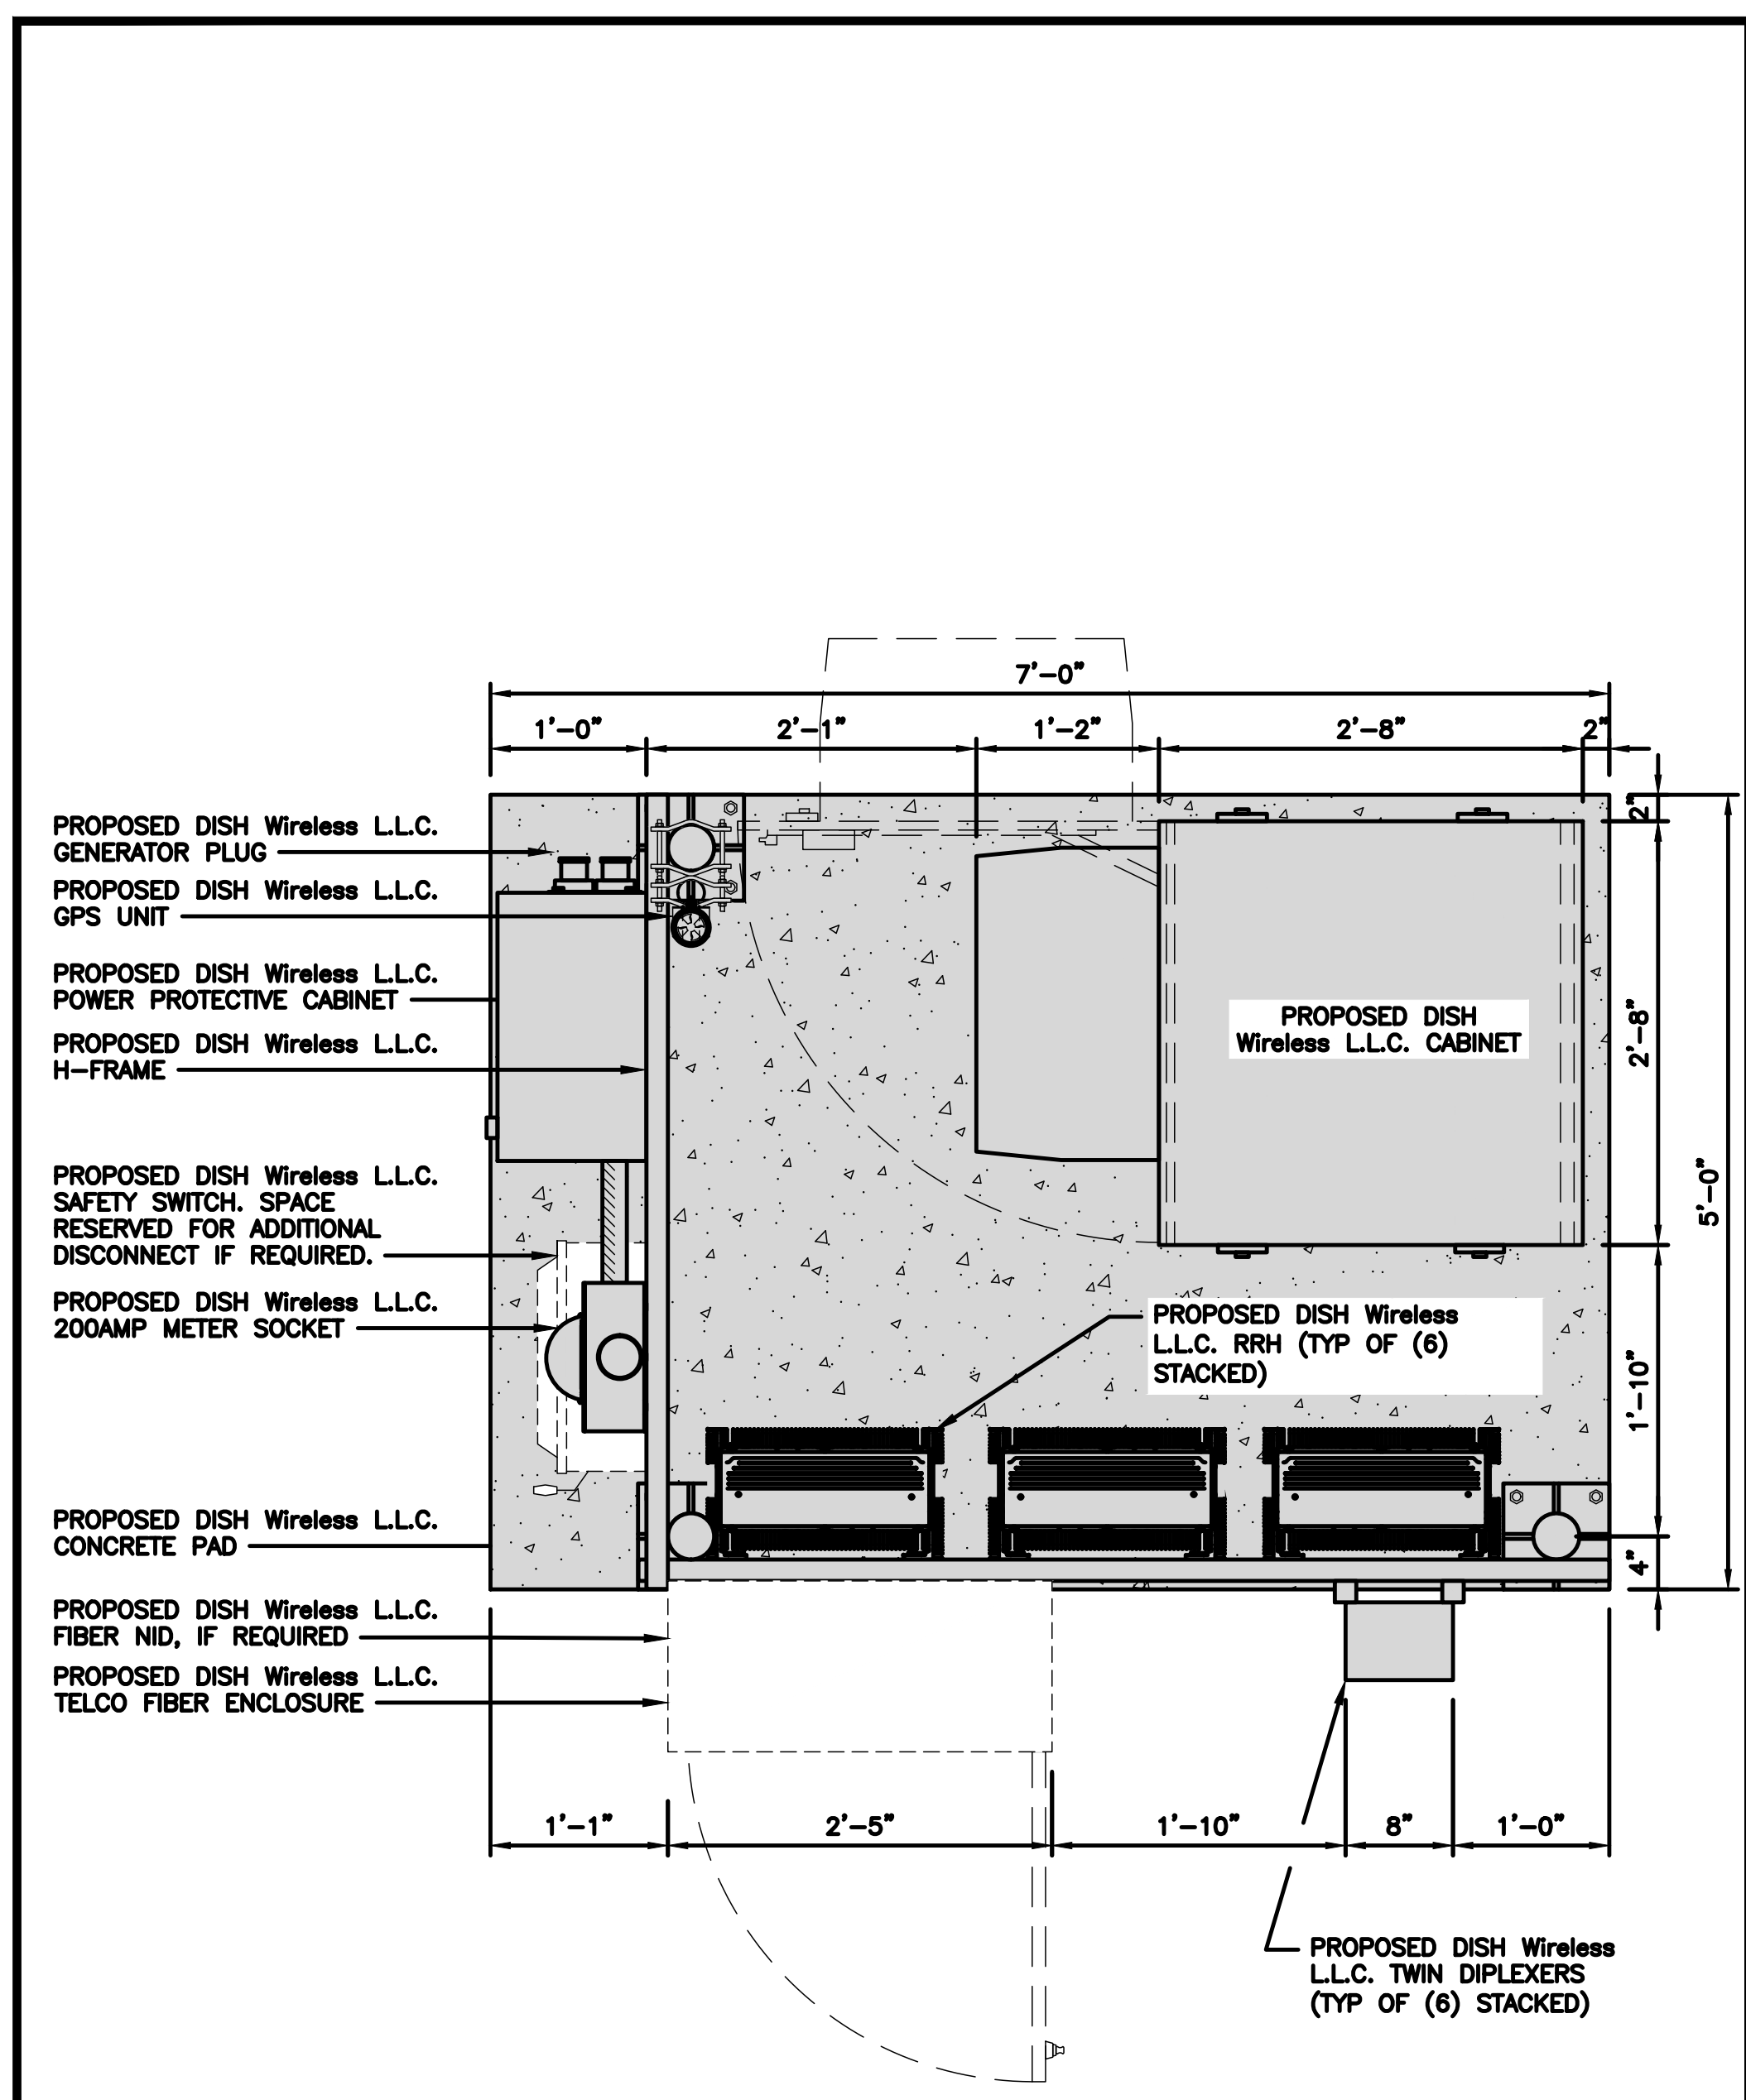 7'-0"
1'-0"
2'-1"
1'-2"
2'-8"
2"
PROPOSED DISH Wireless L.L.C.
GENERATOR PLUG
PROPOSED DISH Wireless L.L.C.
GPS UNIT
PROPOSED DISH Wireless L.L.C.
POWER PROTECTIVE CABINET
PROPOSED DISH Wireless L.L.C.
H-FRAME
PROPOSED DISH Wireless L.L.C.
SAFETY SWITCH. SPACE
RESERVED FOR ADDITIONAL
DISCONNECT IF REQUIRED.
PROPOSED DISH Wireless L.L.C.
200AMP METER SOCKET
PROPOSED DISH Wireless L.L.C.
CONCRETE PAD
PROPOSED DISH Wireless L.L.C.
FIBER NID, IF REQUIRED
PROPOSED DISH Wireless L.L.C.
TELCO FIBER ENCLOSURE
PROPOSED DISH
Wireless L.L.C. CABINET
PROPOSED DISH Wireless
L.L.C. RRH (TYP OF (6)
STACKED)
2"
2'-8"
5'-0"
1'-10"
4"
1'-1"
2'-5"
1'-10"
8"
1'-0"
PROPOSED DISH Wireless
L.L.C. TWIN DIPLEXERS
(TYP OF (6) STACKED)